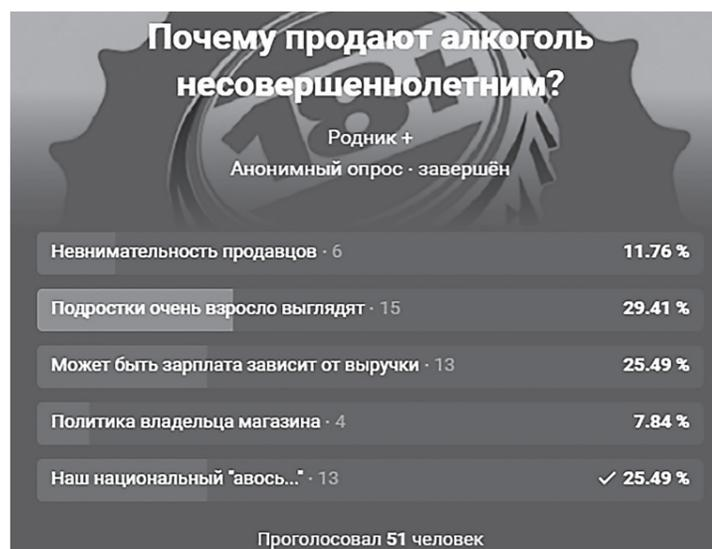 Почему продают алкоголь
несовершеннолетним?
18+
Родник +
Анонимный опрос · завершён
Невнимательность продавцов · 6 11.76 %
Подростки очень взросло выглядят · 15 29.41 %
Может быть зарплата зависит от выручки · 13 25.49 %
Политика владельца магазина · 4 7.84 %
Наш национальный "авось..." · 13 25.49 %
Проголосовал 51 человек